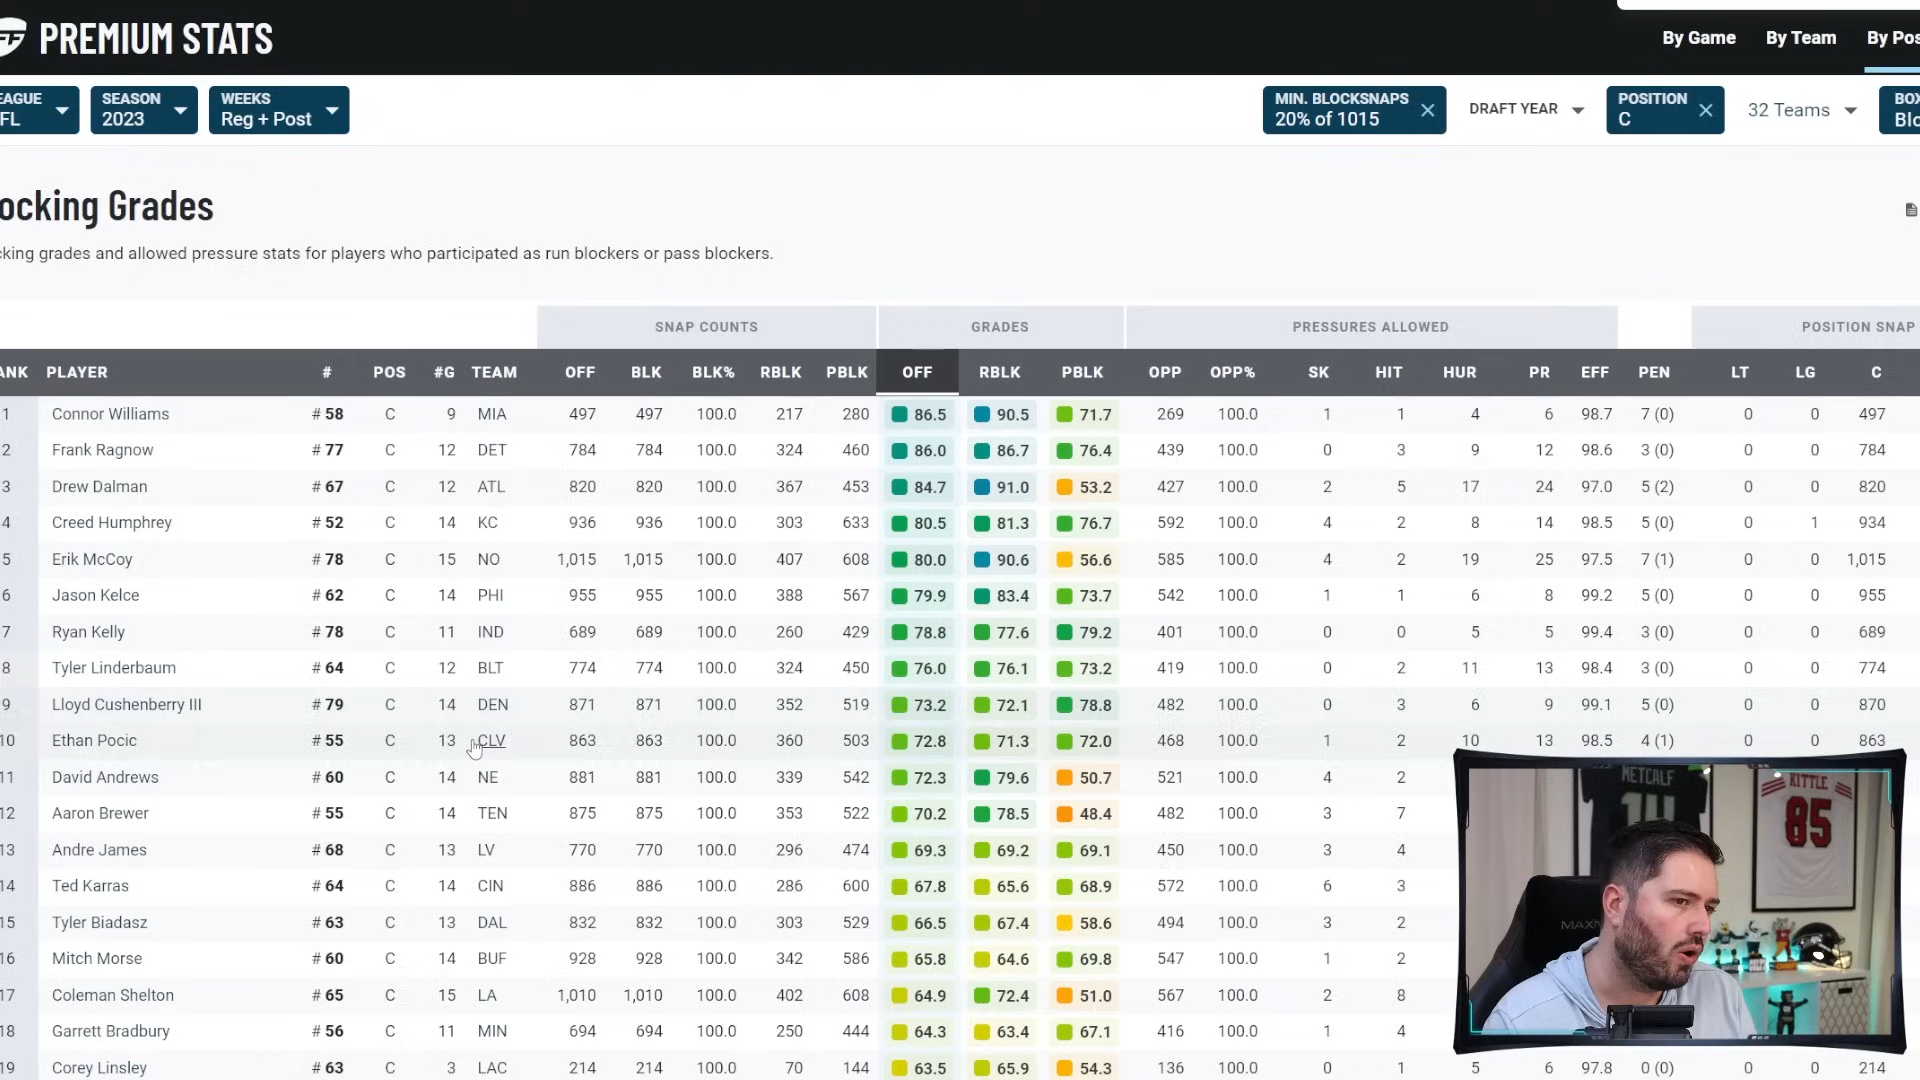 PREMIUM STATS
By Game By Team By Pos
EAGUE SEASON WEEKS MIN. BLOCKSNAPS DRAFT YEAR POSITION 32 Teams BOX
FL 2023 Reg + Post 20% of 1015 C Blo
ocking Grades
cking grades and allowed pressure stats for players who participated as run blockers or pass blockers.
SNAP COUNTS GRADES PRESSURES ALLOWED POSITION SNAP
ANK PLAYER # POS #G TEAM OFF BLK BLK% RBLK PBLK OFF RBLK PBLK OPP OPP% SK HIT HUR PR EFF PEN LT LG C
1 Connor Williams # 58 C 9 MIA 497 497 100.0 217 280 86.5 90.5 71.7 269 100.0 1 1 4 6 98.7 7 (0) 0 0 497
2 Frank Ragnow # 77 C 12 DET 784 784 100.0 324 460 86.0 86.7 76.4 439 100.0 0 3 9 12 98.6 3 (0) 0 0 784
3 Drew Dalman # 67 C 12 ATL 820 820 100.0 367 453 84.7 91.0 53.2 427 100.0 2 5 17 24 97.0 5 (2) 0 0 820
4 Creed Humphrey # 52 C 14 KC 936 936 100.0 303 633 80.5 81.3 76.7 592 100.0 4 2 8 14 98.5 5 (0) 0 1 934
5 Erik McCoy # 78 C 15 NO 1,015 1,015 100.0 407 608 80.0 90.6 56.6 585 100.0 4 2 19 25 97.5 7 (1) 0 0 1,015
6 Jason Kelce # 62 C 14 PHI 955 955 100.0 388 567 79.9 83.4 73.7 542 100.0 1 1 6 8 99.2 5 (0) 0 0 955
7 Ryan Kelly # 78 C 11 IND 689 689 100.0 260 429 78.8 77.6 79.2 401 100.0 0 0 5 5 99.4 3 (0) 0 0 689
8 Tyler Linderbaum # 64 C 12 BLT 774 774 100.0 324 450 76.0 76.1 73.2 419 100.0 0 2 11 13 98.4 3 (0) 0 0 774
9 Lloyd Cushenberry III # 79 C 14 DEN 871 871 100.0 352 519 73.2 72.1 78.8 482 100.0 0 3 6 9 99.1 5 (0) 0 0 870
10 Ethan Pocic # 55 C 13 CLV 863 863 100.0 360 503 72.8 71.3 72.0 468 100.0 1 2 10 13 98.5 4 (1) 0 0 863
11 David Andrews # 60 C 14 NE 881 881 100.0 339 542 72.3 79.6 50.7 521 100.0 4 2
12 Aaron Brewer # 55 C 14 TEN 875 875 100.0 353 522 70.2 78.5 48.4 482 100.0 3 7
13 Andre James # 68 C 13 LV 770 770 100.0 296 474 69.3 69.2 69.1 450 100.0 3 4
14 Ted Karras # 64 C 14 CIN 886 886 100.0 286 600 67.8 65.6 68.9 572 100.0 6 3
15 Tyler Biadasz # 63 C 13 DAL 832 832 100.0 303 529 66.5 67.4 58.6 494 100.0 3 2
16 Mitch Morse # 60 C 14 BUF 928 928 100.0 342 586 65.8 64.6 69.8 547 100.0 1 2
17 Coleman Shelton # 65 C 15 LA 1,010 1,010 100.0 402 608 64.9 72.4 51.0 567 100.0 2 8
18 Garrett Bradbury # 56 C 11 MIN 694 694 100.0 250 444 64.3 63.4 67.1 416 100.0 1 4
19 Corey Linsley # 63 C 3 LAC 214 214 100.0 70 144 63.5 65.9 54.3 136 100.0 0 1 5 6 97.8 0 (0) 0 0 214
METCALF
14
KITTLE
85